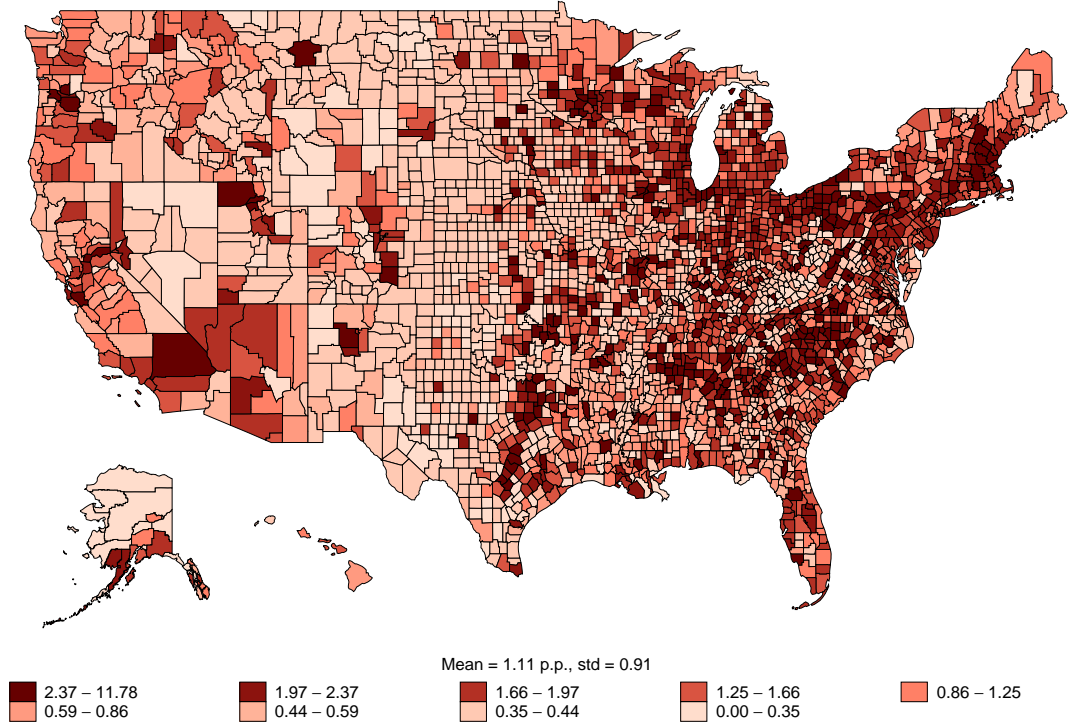 Mean = 1.11 p.p., std = 0.91
2.37 – 11.78 1.97 – 2.37 1.66 – 1.97 1.25 – 1.66 0.86 – 1.25
0.59 – 0.86 0.44 – 0.59 0.35 – 0.44 0.00 – 0.35